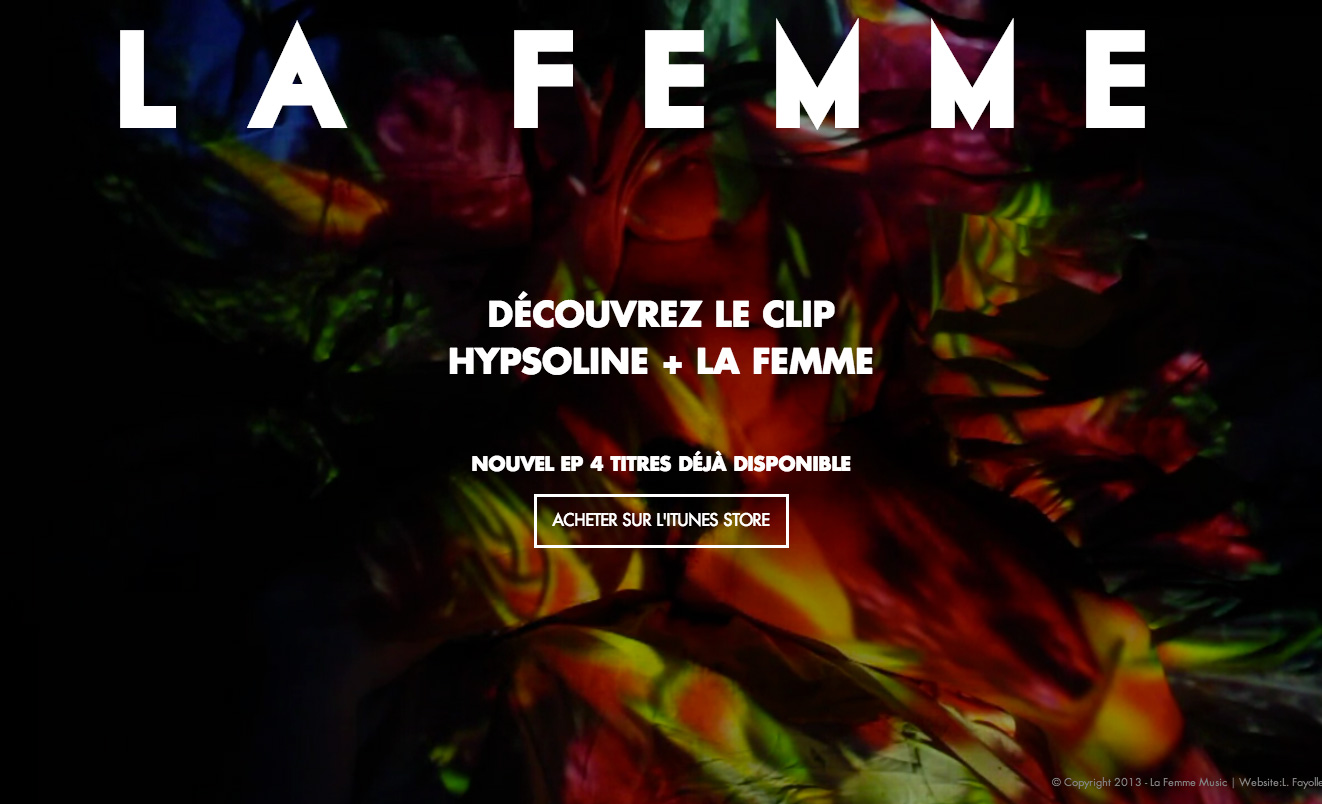 LA FEMME
DÉCOUVREZ LE CLIP
HYPSOLINE + LA FEMME
NOUVEL EP 4 TITRES DÉJÀ DISPONIBLE
ACHETER SUR L'ITUNES STORE
© Copyright 2013 - La Femme Music | Website:L. Fayolle